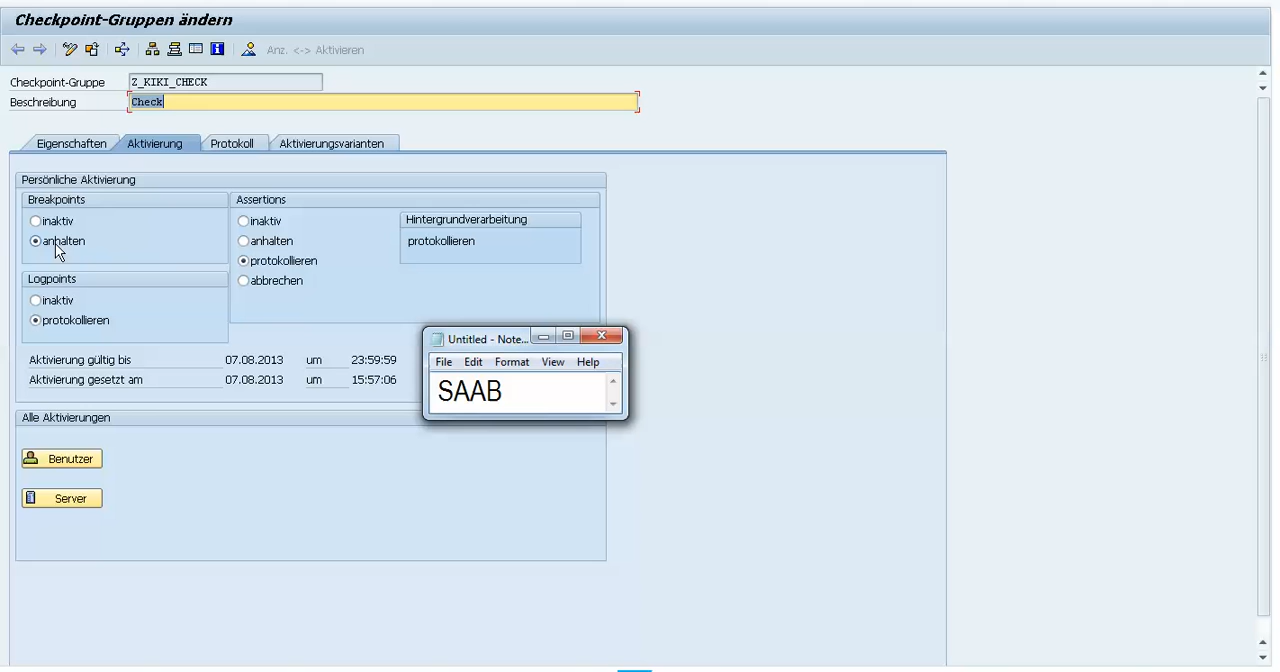 Checkpoint-Gruppen ändern
Anz. <-> Aktivieren
Checkpoint-Gruppe Z_KIKI_CHECK
Beschreibung Check
Eigenschaften Aktivierung Protokoll Aktivierungsvarianten
Persönliche Aktivierung
Breakpoints
inaktiv
anhalten
Logpoints
inaktiv
protokollieren
Assertions
inaktiv
anhalten
protokollieren
abbrechen
Hintergrundverarbeitung
protokollieren
Aktivierung gültig bis 07.08.2013 um 23:59:59
Aktivierung gesetzt am 07.08.2013 um 15:57:06
Untitled - Note...
File Edit Format View Help
SAAB
Alle Aktivierungen
Benutzer
Server